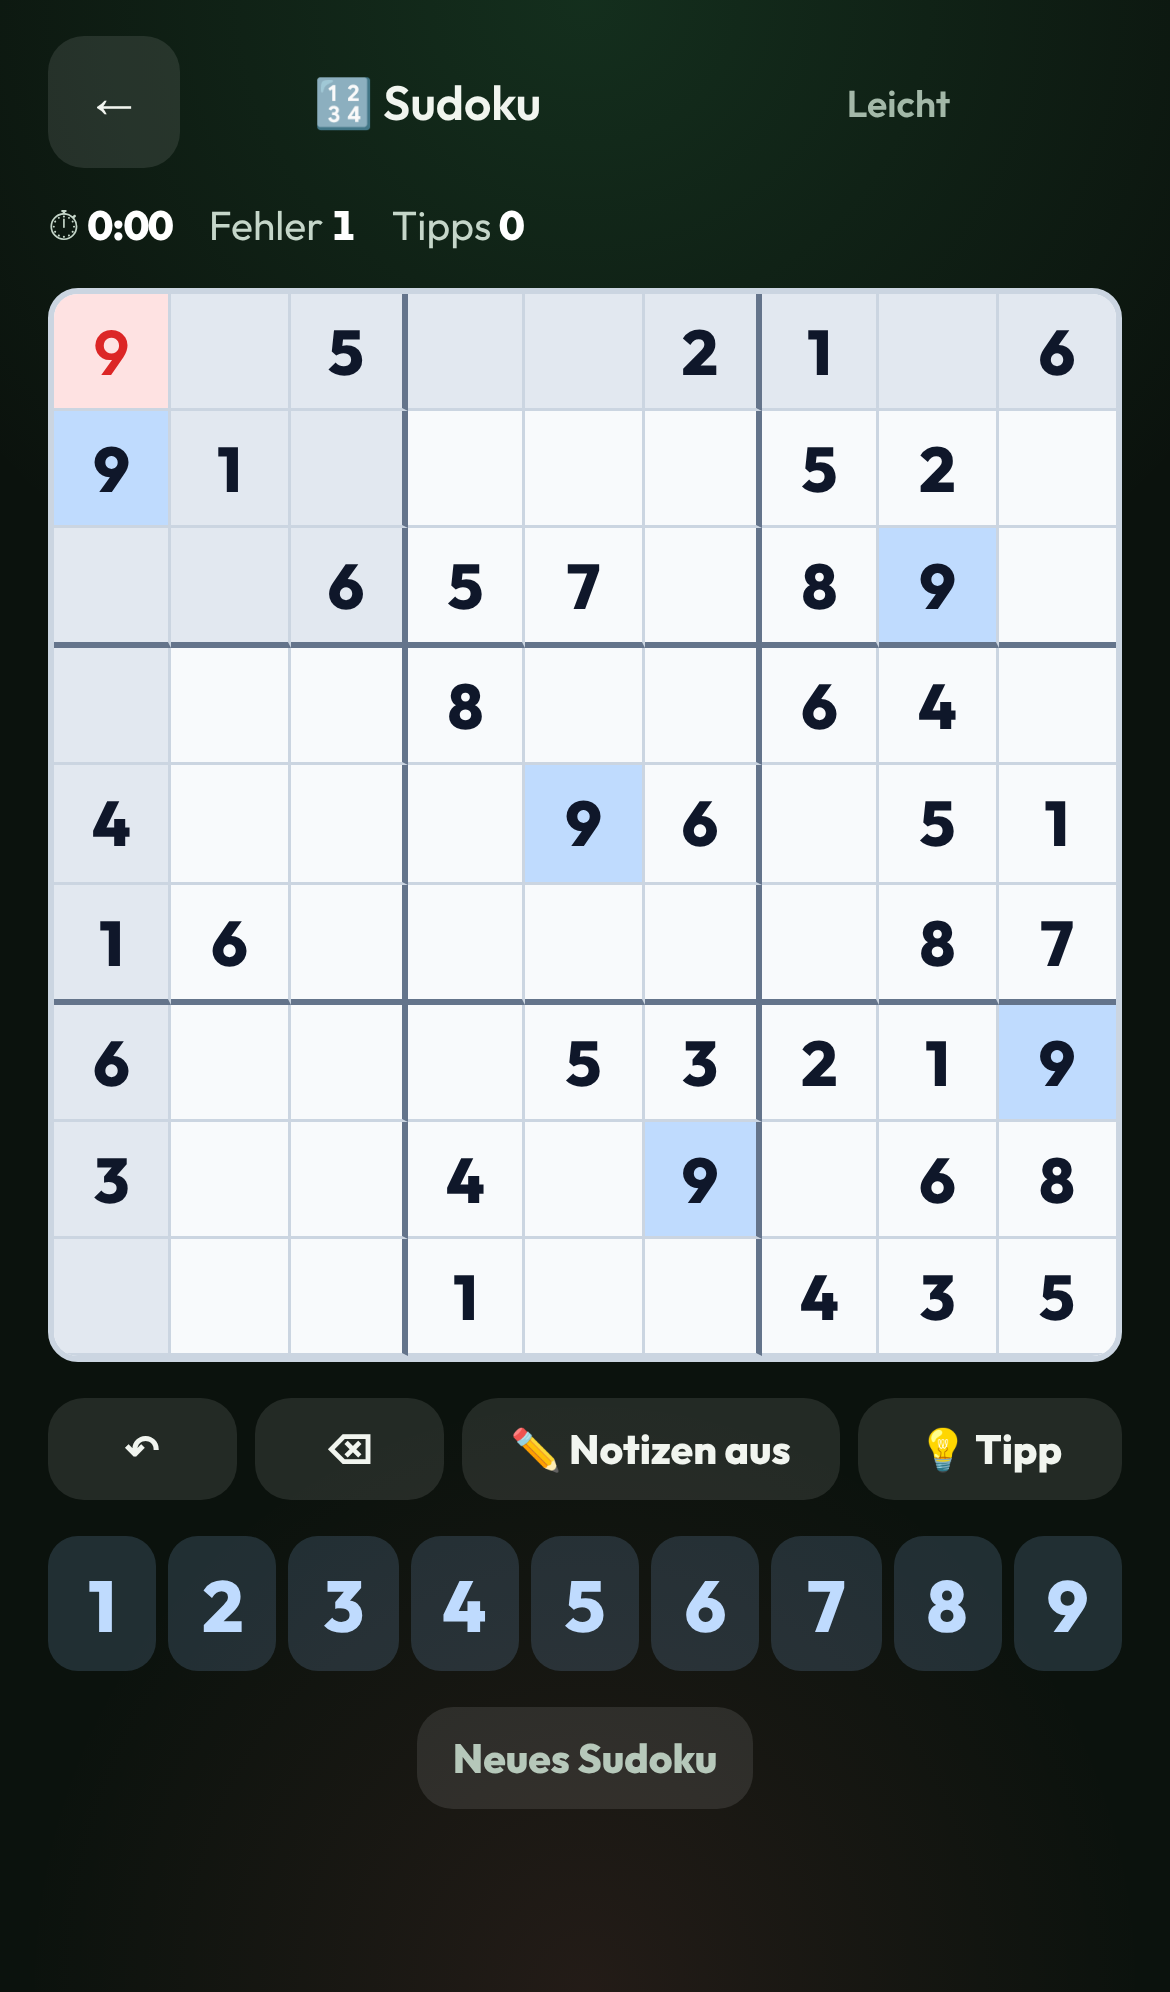 ← 🔢 Sudoku Leicht
⏱ 0:00 Fehler 1 Tipps 0
9 5 2 1 6
9 1 5 2
6 5 7 8 9
8 6 4
4 9 6 5 1
1 6 8 7
6 5 3 2 1 9
3 4 9 6 8
1 4 3 5
↶ ⌫ ✏️ Notizen aus 💡 Tipp
1 2 3 4 5 6 7 8 9
Neues Sudoku